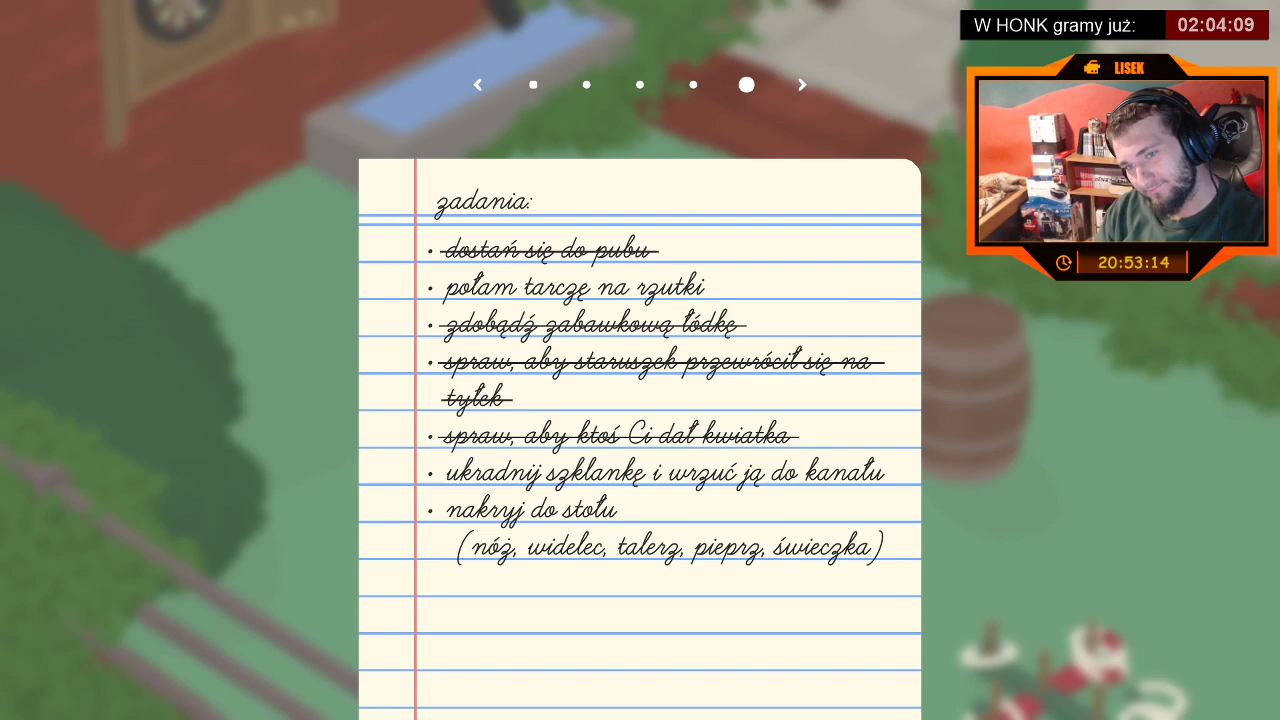 W HONK gramy już: 02:04:09
LISEK
20:53:14
zadania:
• dostań się do pubu
• połam tarczę na rzutki
• zdobądź zabawkową łódkę
• spraw, aby staruszek przewrócił się na
tyłek
• spraw, aby ktoś Ci dał kwiatka
• ukradnij szklankę i wrzuć ją do kanału
• nakryj do stołu
(nóż, widelec, talerz, pieprz, świeczka)